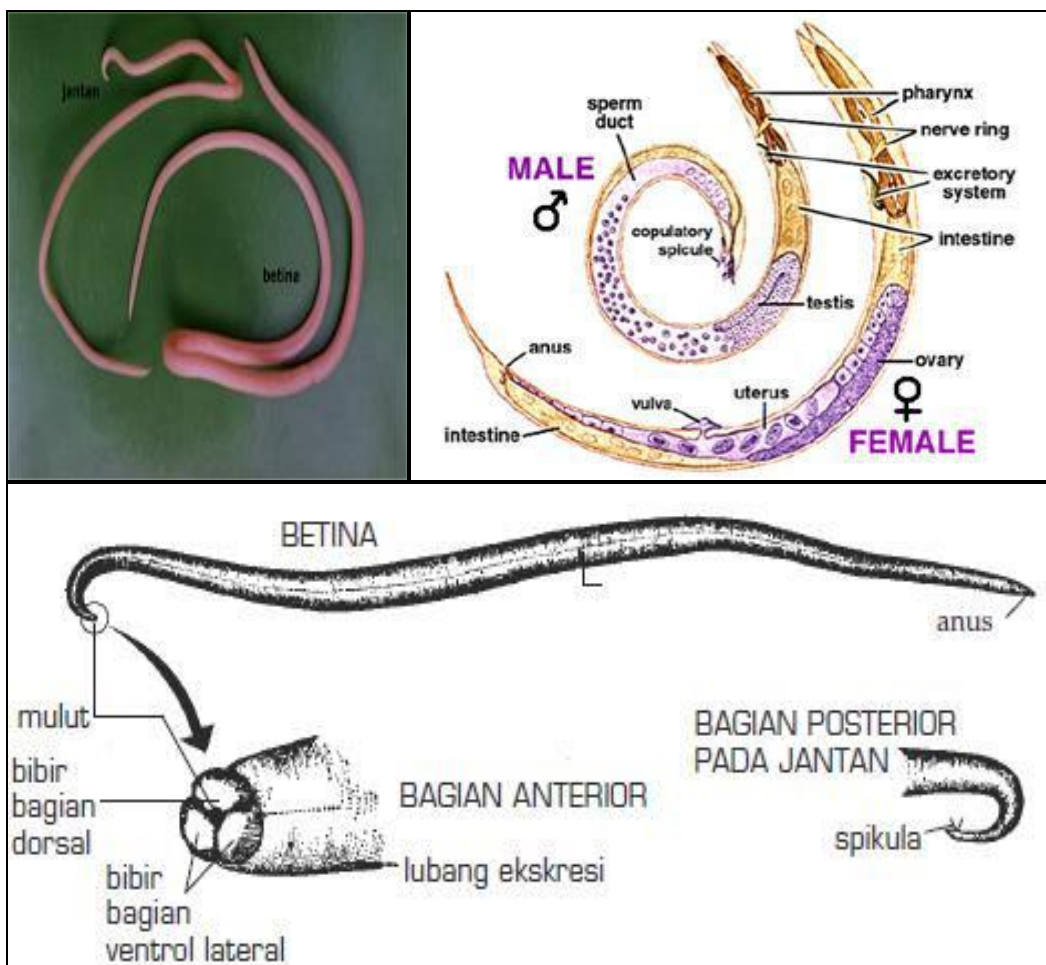 jantan
betina
sperm
duct
MALE
♂
copulatory
spicule
pharynx
nerve ring
excretory
system
intestine
testis
anus
ovary
vulva
uterus
intestine
♀
FEMALE
BETINA
anus
mulut
bibir
bagian
dorsal
BAGIAN ANTERIOR
BAGIAN POSTERIOR
PADA JANTAN
spikula
lubang ekskresi
bibir
bagian
ventrol lateral